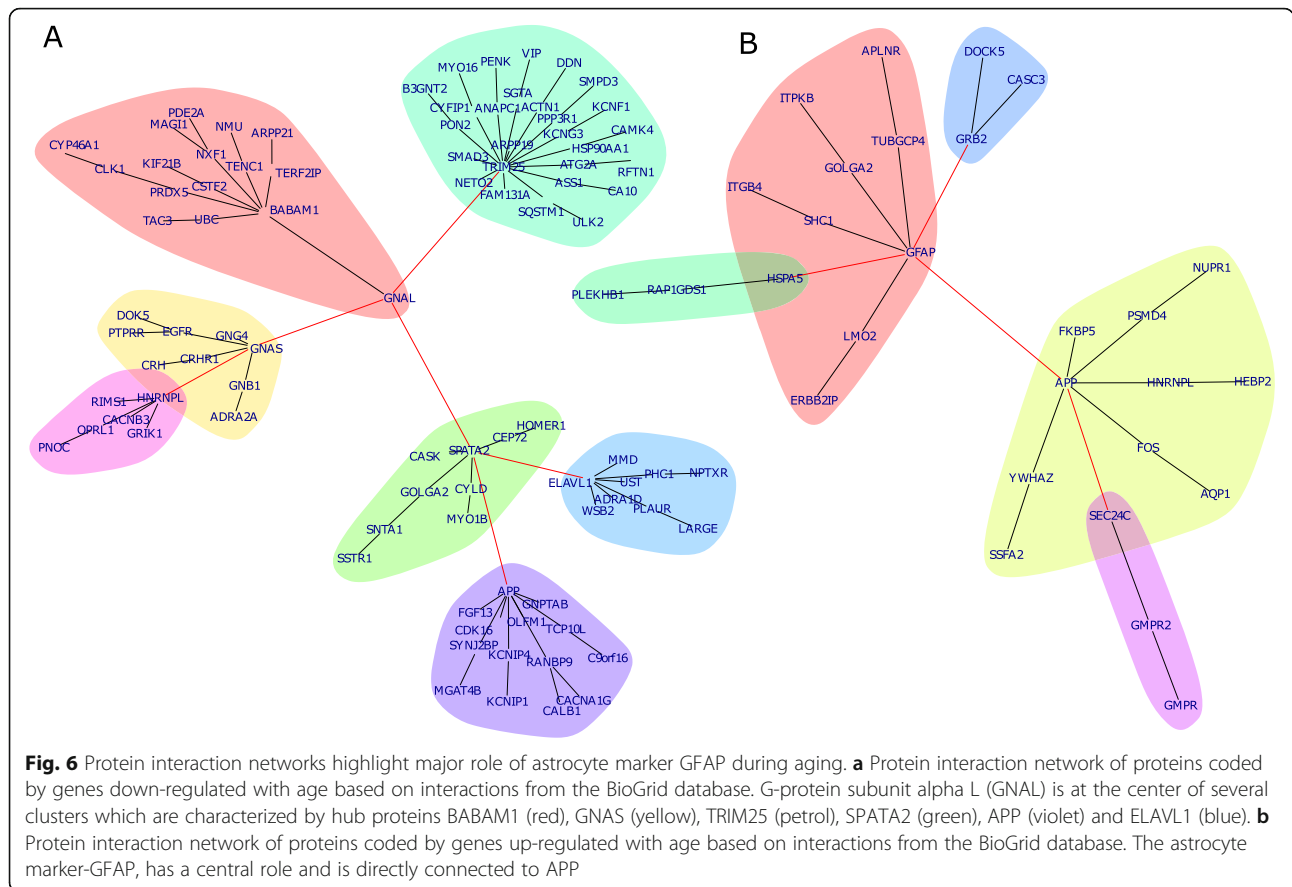 A
B
VIP
PENK
DDN
MYO16
SGTA
SMPD3
B3GNT2
CYFIP1
ANAPC1
ACTN1
KCNF1
PON2
PPP3R1
KCNG3
CAMK4
ARPP19
HSP90AA1
SMAD3
TRIM25
ATG2A
RFTN1
NETO2
ASS1
CA10
FAM131A
SQSTM1
ULK2
PDE2A
MAGI1
NMU
ARPP21
CYP46A1
NXF1
KIF21B
TENC1
CLK1
TERF2IP
CSTF2
PRDX5
BABAM1
TAC3
UBC
GNAL
DOK5
PTPRR
EGFR
GNG4
GNAS
CRHR1
CRH
GNB1
ADRA2A
HNRNPL
RIMS1
CACNB3
OPRL1
GRIK1
PNOC
HOMER1
CEP72
SPATA2
CASK
GOLGA2
CYLD
MYO1B
SNTA1
SSTR1
MMD
PHC1
NPTXR
ELAVL1
UST
ADRA1D
WSB2
PLAUR
LARGE
APP
GNPTAB
FGF13
OLFM1
CDK16
TCP10L
SYNJ2BP
KCNIP4
RANBP9
C9orf16
MGAT4B
KCNIP1
CACNA1G
CALB1
APLNR
DOCK5
CASC3
ITPKB
TUBGCP4
GRB2
GOLGA2
ITGB4
SHC1
GFAP
HSPA5
RAP1GDS1
PLEKHB1
LMO2
ERBB2IP
NUPR1
PSMD4
FKBP5
APP
HNRNPL
HEBP2
FOS
YWHAZ
AQP1
SEC24C
SSFA2
GMPR2
GMPR
Fig. 6 Protein interaction networks highlight major role of astrocyte marker GFAP during aging. a Protein interaction network of proteins coded
by genes down-regulated with age based on interactions from the BioGrid database. G-protein subunit alpha L (GNAL) is at the center of several
clusters which are characterized by hub proteins BABAM1 (red), GNAS (yellow), TRIM25 (petrol), SPATA2 (green), APP (violet) and ELAVL1 (blue). b
Protein interaction network of proteins coded by genes up-regulated with age based on interactions from the BioGrid database. The astrocyte
marker-GFAP, has a central role and is directly connected to APP